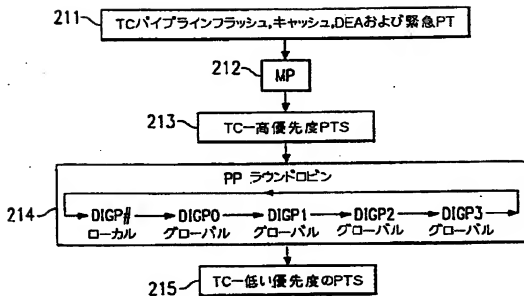 211 TCパイプラインフラッシュ,キャッシュ,DEAおよび緊急PT
212
MP
213 TC-高優先度PTS
PP ラウンドロビン
214
DIGP# DIGP0 DIGP1 DIGP2 DIGP3
ローカル グローバル グローバル グローバル グローバル
215 TC-低い優先度のPTS